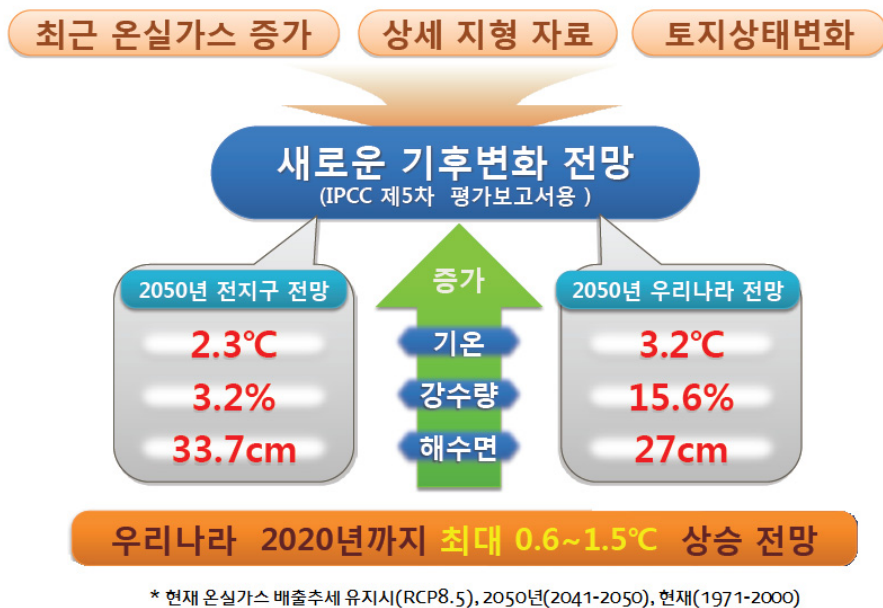 최근 온실가스 증가
상세 지형 자료
토지상태변화
새로운 기후변화 전망
(IPCC 제5차 평가보고서용 )
증가
2050년 전지구 전망
2.3℃
3.2%
33.7cm
기온
강수량
해수면
2050년 우리나라 전망
3.2℃
15.6%
27cm
우리나라 2020년까지 최대 0.6~1.5℃ 상승 전망
* 현재 온실가스 배출추세 유지시(RCP8.5), 2050년(2041-2050), 현재(1971-2000)